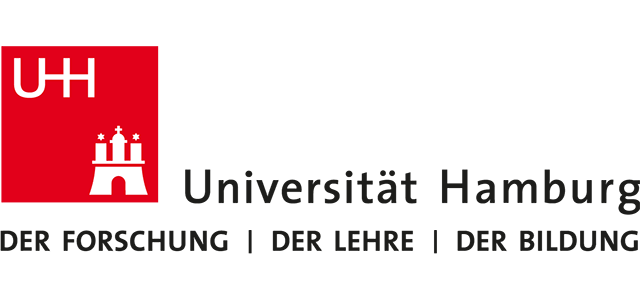 UHH
Universität Hamburg
DER FORSCHUNG | DER LEHRE | DER BILDUNG